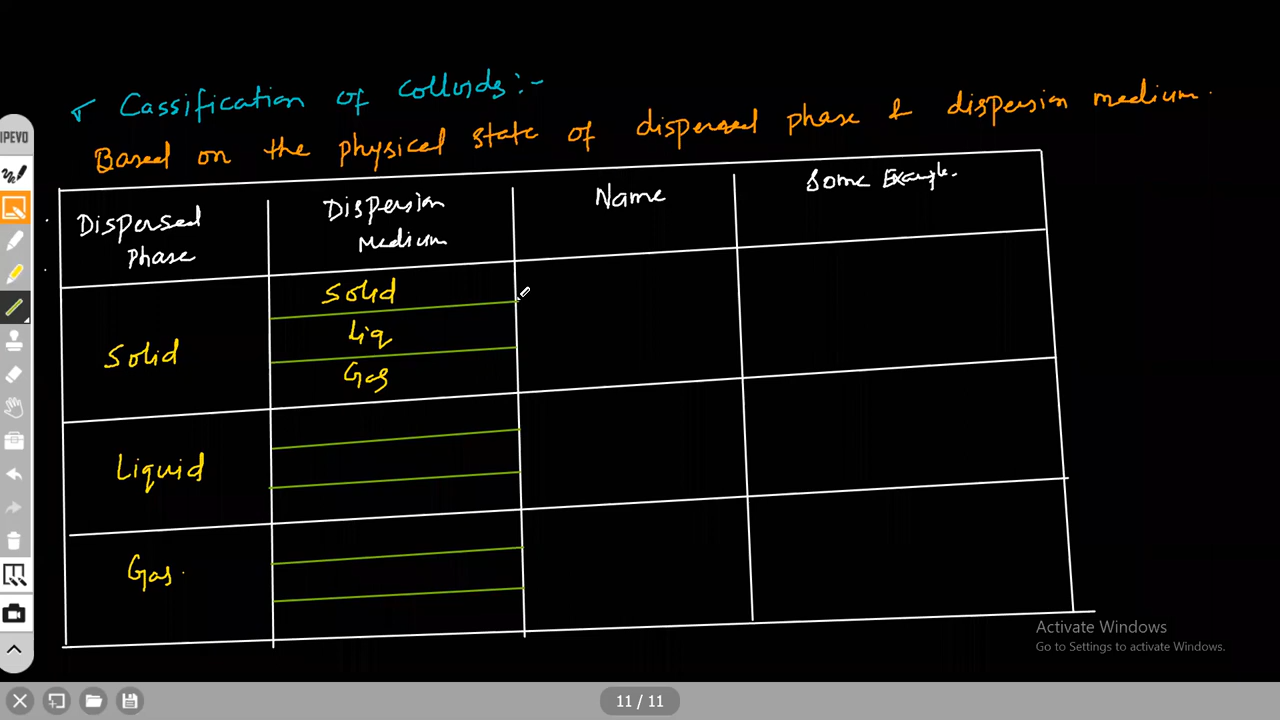 Cassification of Colloids:-
Based on the physical state of dispersed phase & dispersion medium.
Dispersed Phase
Dispersion Medium
Name
Some Example.
Solid
Solid
Liq
Gas
Liquid
Gas.
IPEVO
Activate Windows
Go to Settings to activate Windows.
11 / 11